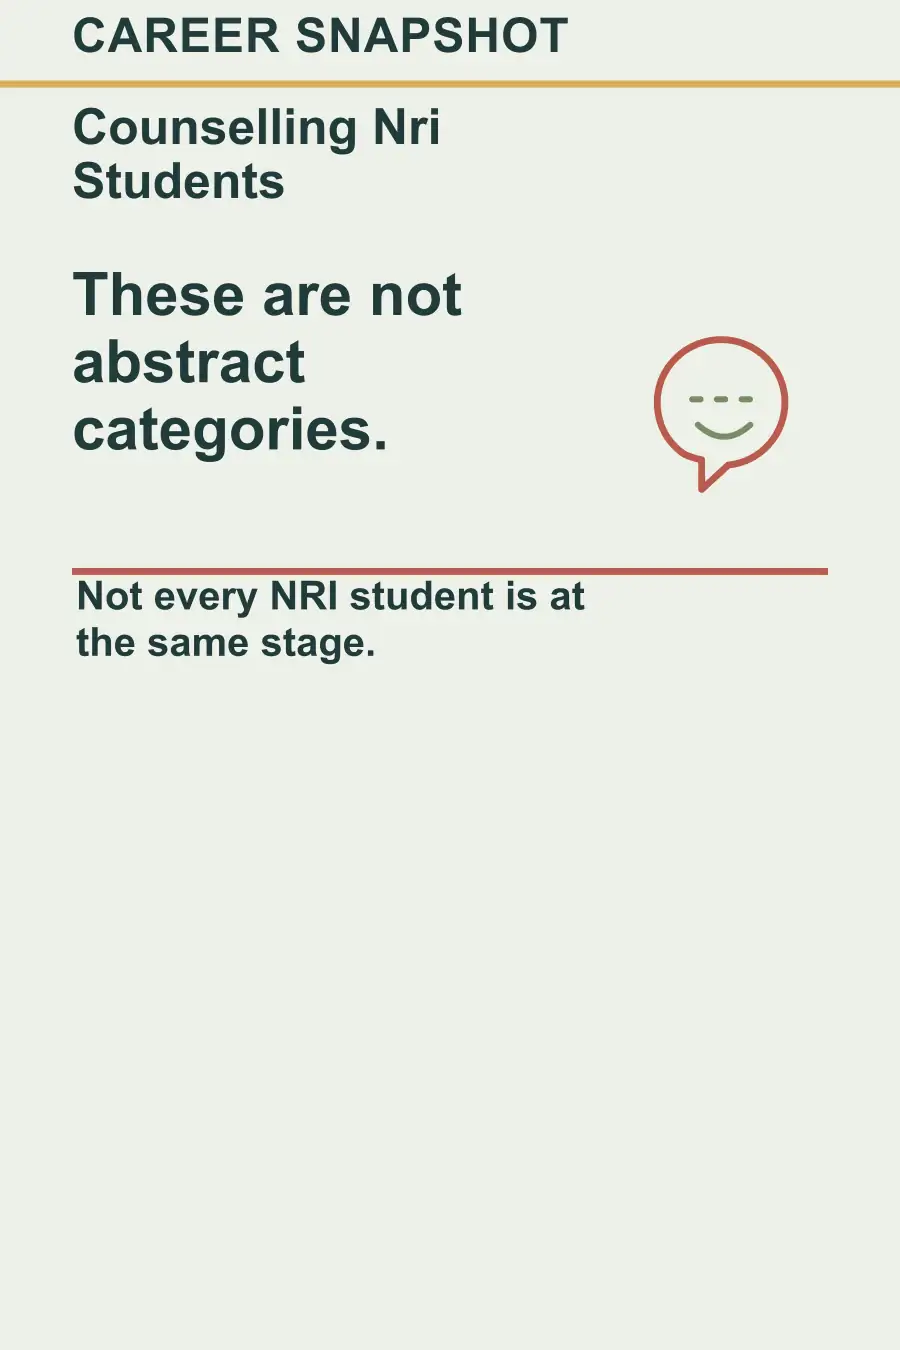 CAREER SNAPSHOT
Counselling Nri
Students
These are not
abstract
categories.
Not every NRI student is at
the same stage.